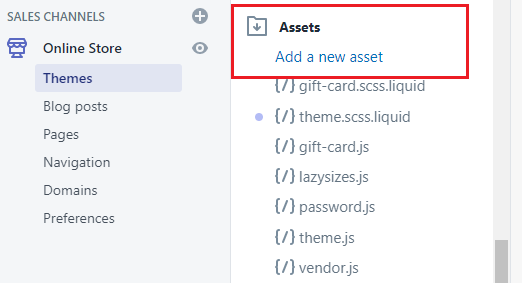 SALES CHANNELS
Online Store
Themes
Blog posts
Pages
Navigation
Domains
Preferences
Assets
Add a new asset
{/} gift-card.scss.liquid
{/} theme.scss.liquid
{/} gift-card.js
{/} lazysizes.js
{/} password.js
{/} theme.js
{/} vendor.js